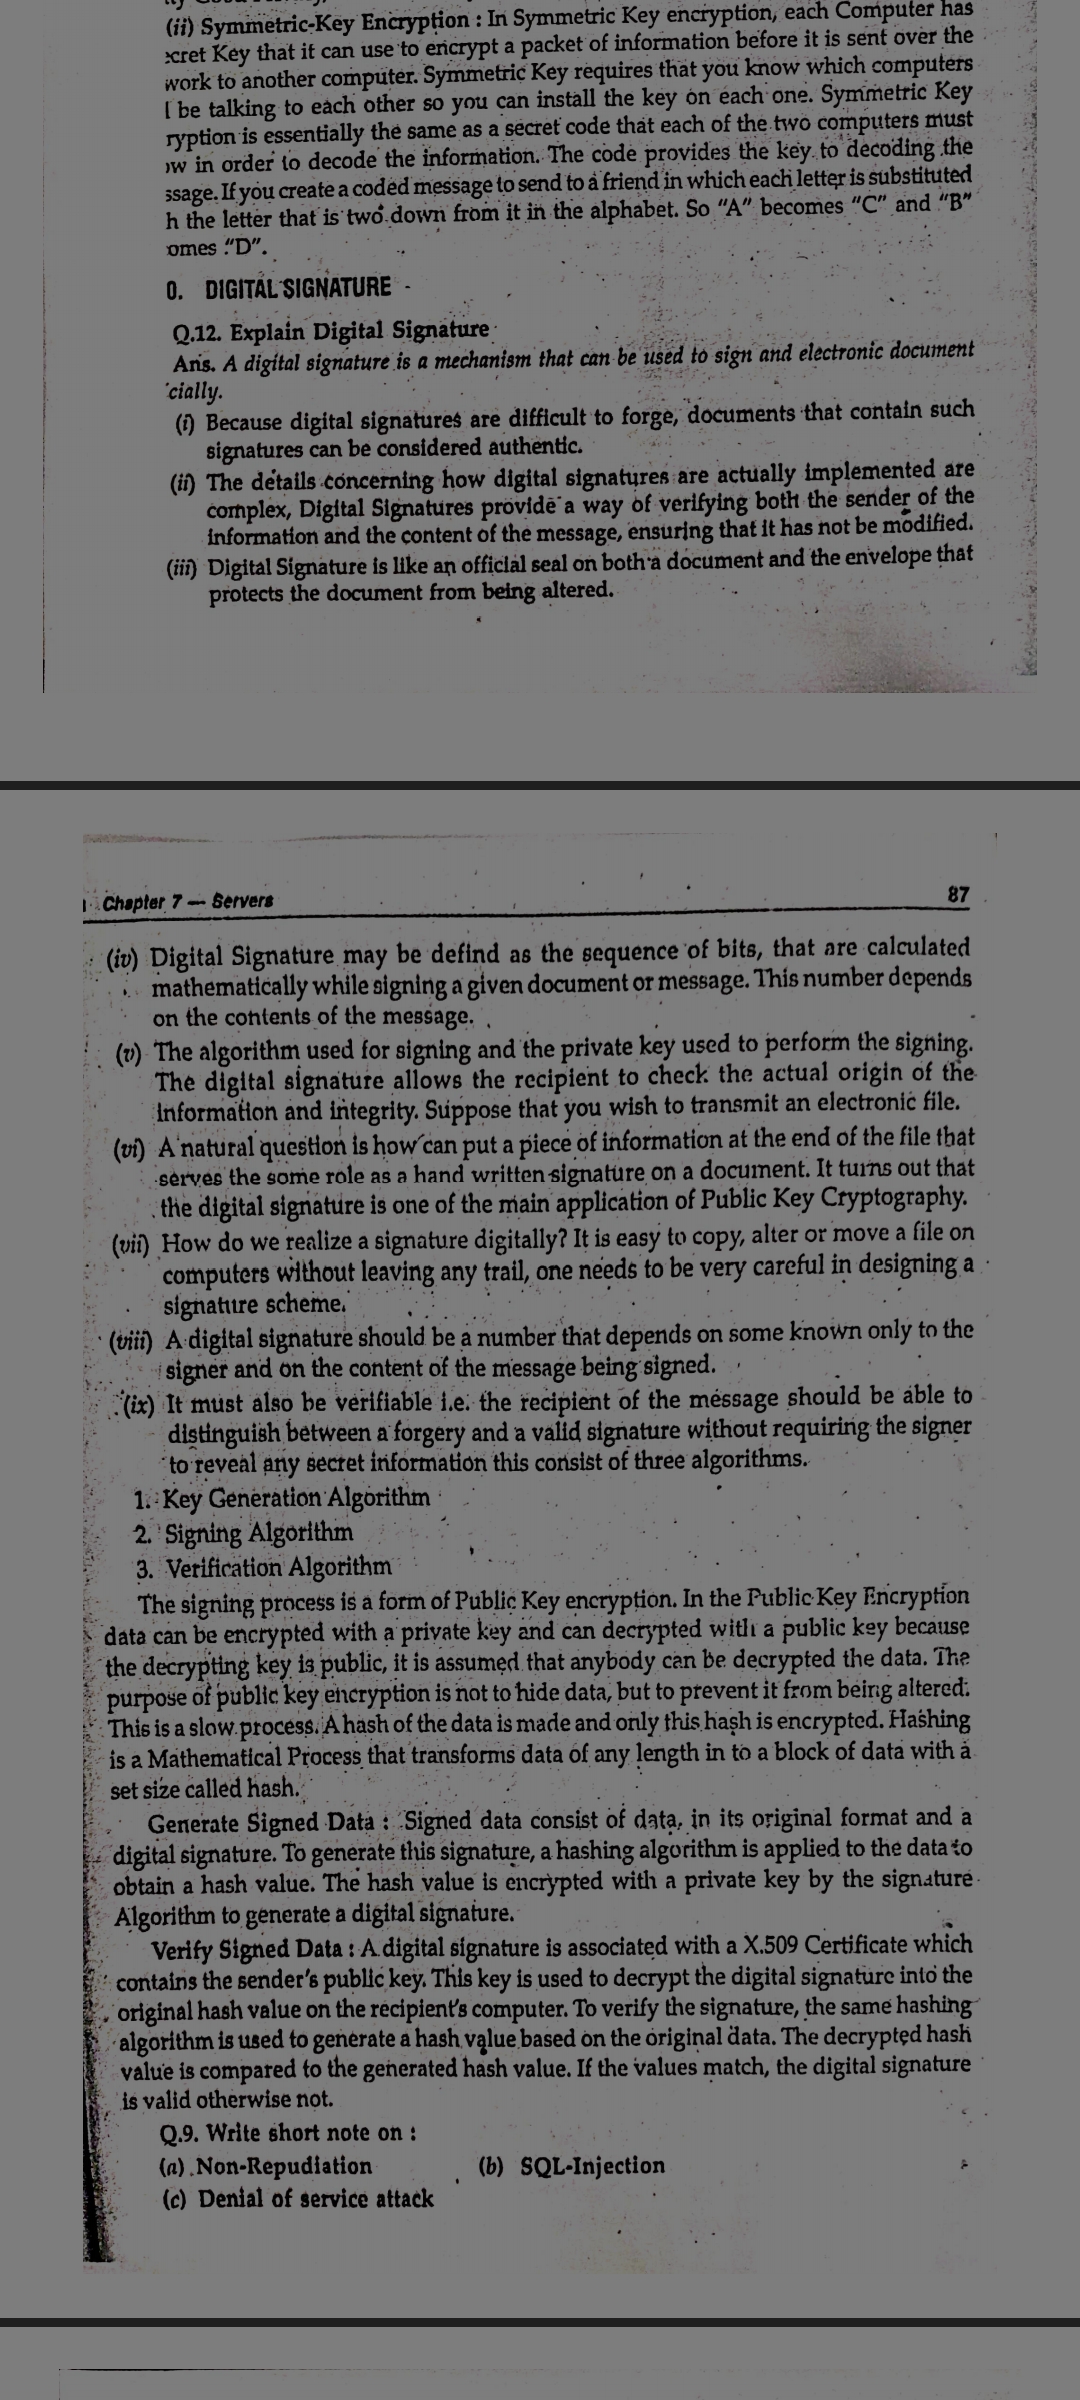 (ii) Symmetric-Key Encryption : In Symmetric Key encryption, each Computer has
cret Key that it can use to encrypt a packet of information before it is sent over the
work to another computer. Symmetric Key requires that you know which computers
l be talking to each other so you can install the key on each one. Symmetric Key
ryption is essentially the same as a secret code that each of the two computers must
ow in order to decode the information. The code provides the key to decoding the
ssage. If you create a coded message to send to a friend in which each letter is substituted
h the letter that is two down from it in the alphabet. So "A" becomes "C" and "B"
omes "D".
0. DIGITAL SIGNATURE
Q.12. Explain Digital Signature
Ans. A digital signature is a mechanism that can be used to sign and electronic document
cially.
(i) Because digital signatures are difficult to forge, documents that contain such
signatures can be considered authentic.
(ii) The details concerning how digital signatures are actually implemented are
complex, Digital Signatures provide a way of verifying both the sender of the
information and the content of the message, ensuring that it has not be modified.
(iii) Digital Signature is like an official seal on both a document and the envelope that
protects the document from being altered.
Chapter 7 — Servers 87
(iv) Digital Signature may be defind as the sequence of bits, that are calculated
mathematically while signing a given document or message. This number depends
on the contents of the message.
(v) The algorithm used for signing and the private key used to perform the signing.
The digital signature allows the recipient to check the actual origin of the
information and integrity. Suppose that you wish to transmit an electronic file.
(vi) A natural question is how can put a piece of information at the end of the file that
serves the some role as a hand written signature on a document. It turns out that
the digital signature is one of the main application of Public Key Cryptography.
(vii) How do we realize a signature digitally? It is easy to copy, alter or move a file on
computers without leaving any trail, one needs to be very careful in designing a
signature scheme.
(viii) A digital signature should be a number that depends on some known only to the
signer and on the content of the message being signed.
(ix) It must also be verifiable i.e. the recipient of the message should be able to
distinguish between a forgery and a valid signature without requiring the signer
to reveal any secret information this consist of three algorithms.
1. Key Generation Algorithm
2. Signing Algorithm
3. Verification Algorithm
The signing process is a form of Public Key encryption. In the Public Key Encryption
data can be encrypted with a private key and can decrypted with a public key because
the decrypting key is public, it is assumed that anybody can be decrypted the data. The
purpose of public key encryption is not to hide data, but to prevent it from being altered.
This is a slow process. A hash of the data is made and only this hash is encrypted. Hashing
is a Mathematical Process that transforms data of any length in to a block of data with a
set size called hash.
Generate Signed Data : Signed data consist of data, in its original format and a
digital signature. To generate this signature, a hashing algorithm is applied to the data to
obtain a hash value. The hash value is encrypted with a private key by the signature
Algorithm to generate a digital signature.
Verify Signed Data : A digital signature is associated with a X.509 Certificate which
contains the sender's public key. This key is used to decrypt the digital signature into the
original hash value on the recipient's computer. To verify the signature, the same hashing
algorithm is used to generate a hash value based on the original data. The decrypted hash
value is compared to the generated hash value. If the values match, the digital signature
is valid otherwise not.
Q.9. Write short note on :
(a) Non-Repudiation (b) SQL-Injection
(c) Denial of service attack